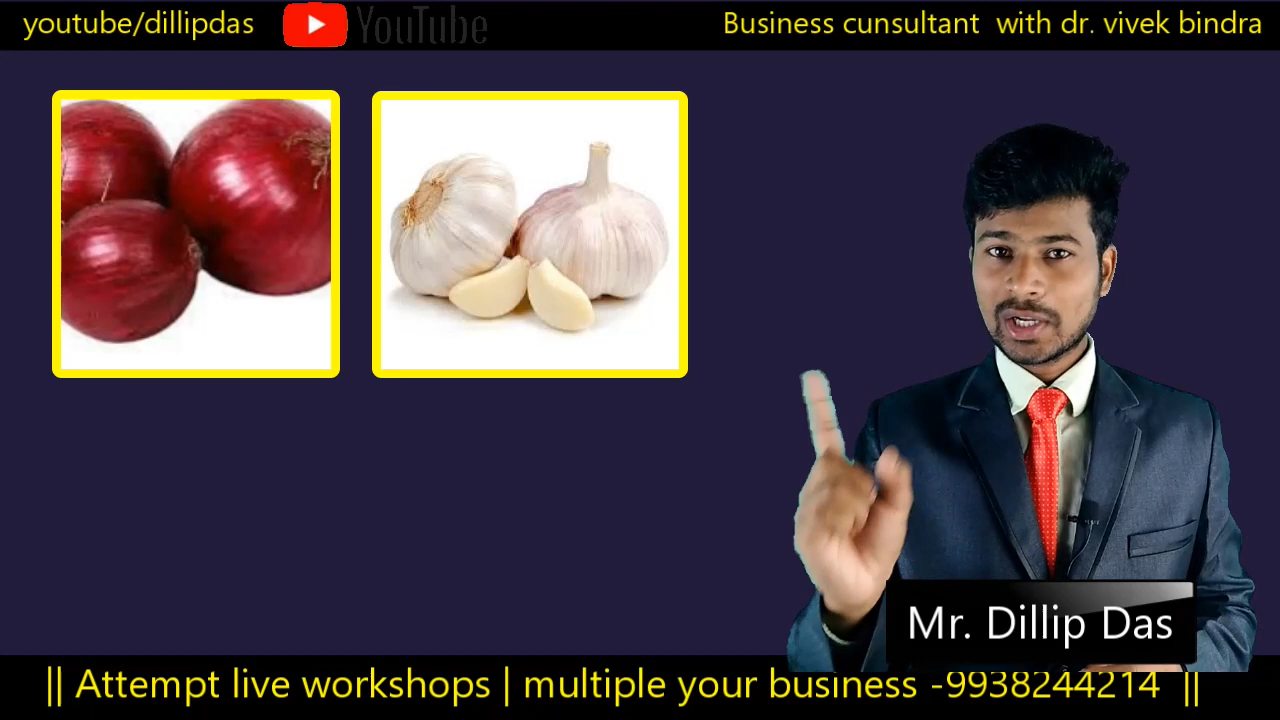 youtube/dillipdas
YouTube
Business cunsultant with dr. vivek bindra
Mr. Dillip Das
|| Attempt live workshops | multiple your business -9938244214 ||